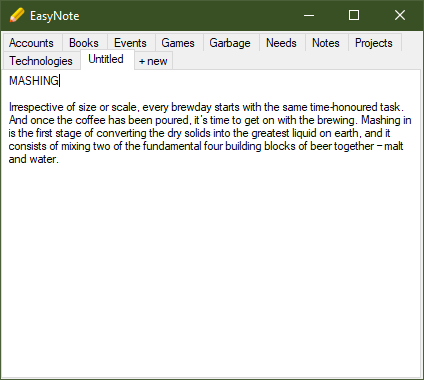 EasyNote
Accounts Books Events Games Garbage Needs Notes Projects
Technologies Untitled + new
MASHING
Irrespective of size or scale, every brewday starts with the same time-honoured task.
And once the coffee has been poured, it's time to get on with the brewing. Mashing in
is the first stage of converting the dry solids into the greatest liquid on earth, and it
consists of mixing two of the fundamental four building blocks of beer together – malt
and water.